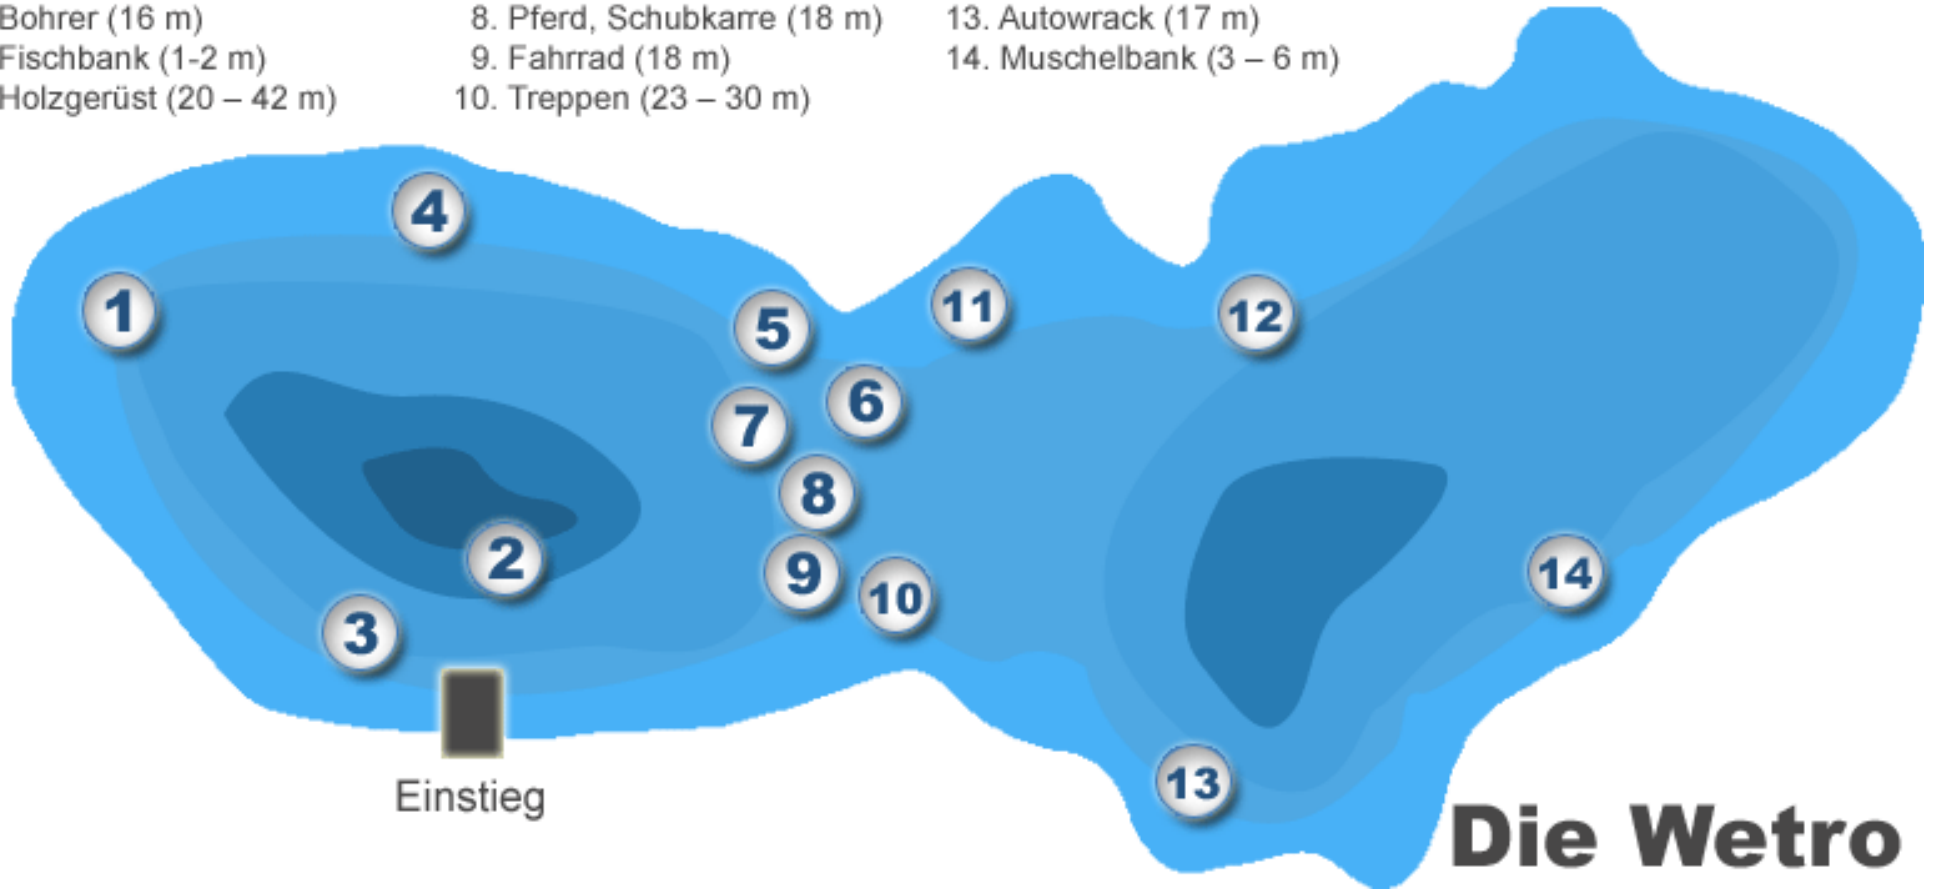 Bohrer (16 m)
Fischbank (1-2 m)
Holzgerüst (20 – 42 m)
8. Pferd, Schubkarre (18 m)
9. Fahrrad (18 m)
10. Treppen (23 – 30 m)
13. Autowrack (17 m)
14. Muschelbank (3 – 6 m)
4
1
5
11
12
6
7
8
2
9
10
14
3
13
Einstieg
Die Wetro